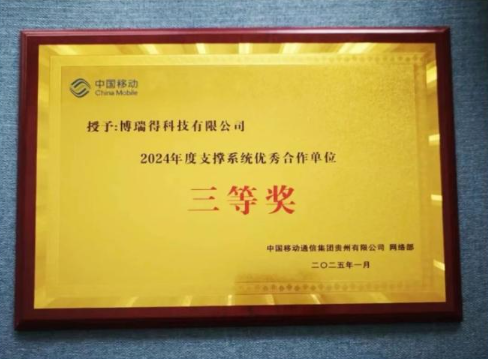 中国移动
China Mobile
授予:博瑞得科技有限公司
2024年度支撑系统优秀合作单位
三等奖
中国移动通信集团贵州有限公司 网络部
二〇二五年一月